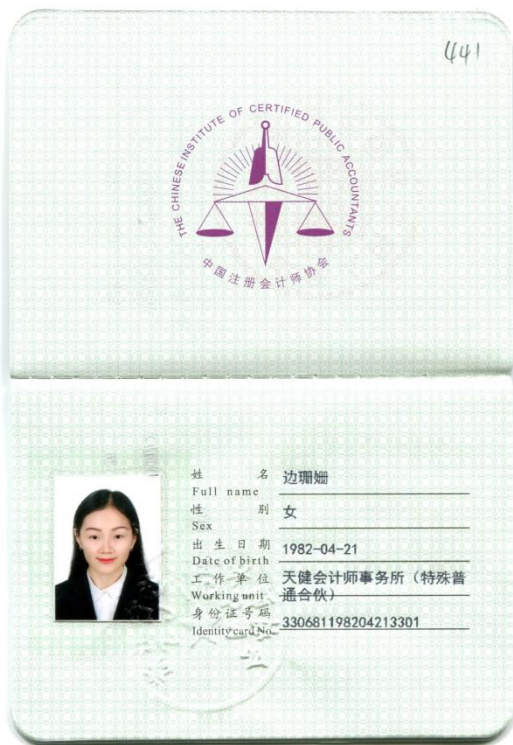 441
THE CHINESE INSTITUTE OF CERTIFIED PUBLIC ACCOUNTANTS
中国注册会计师协会
姓 名 边珊姗
Full name
性 别 女
Sex
出生日期 1982-04-21
Date of birth
工作单位 天健会计师事务所（特殊普
Working unit 通合伙）
身份证号码 330681198204213301
Identity card No.